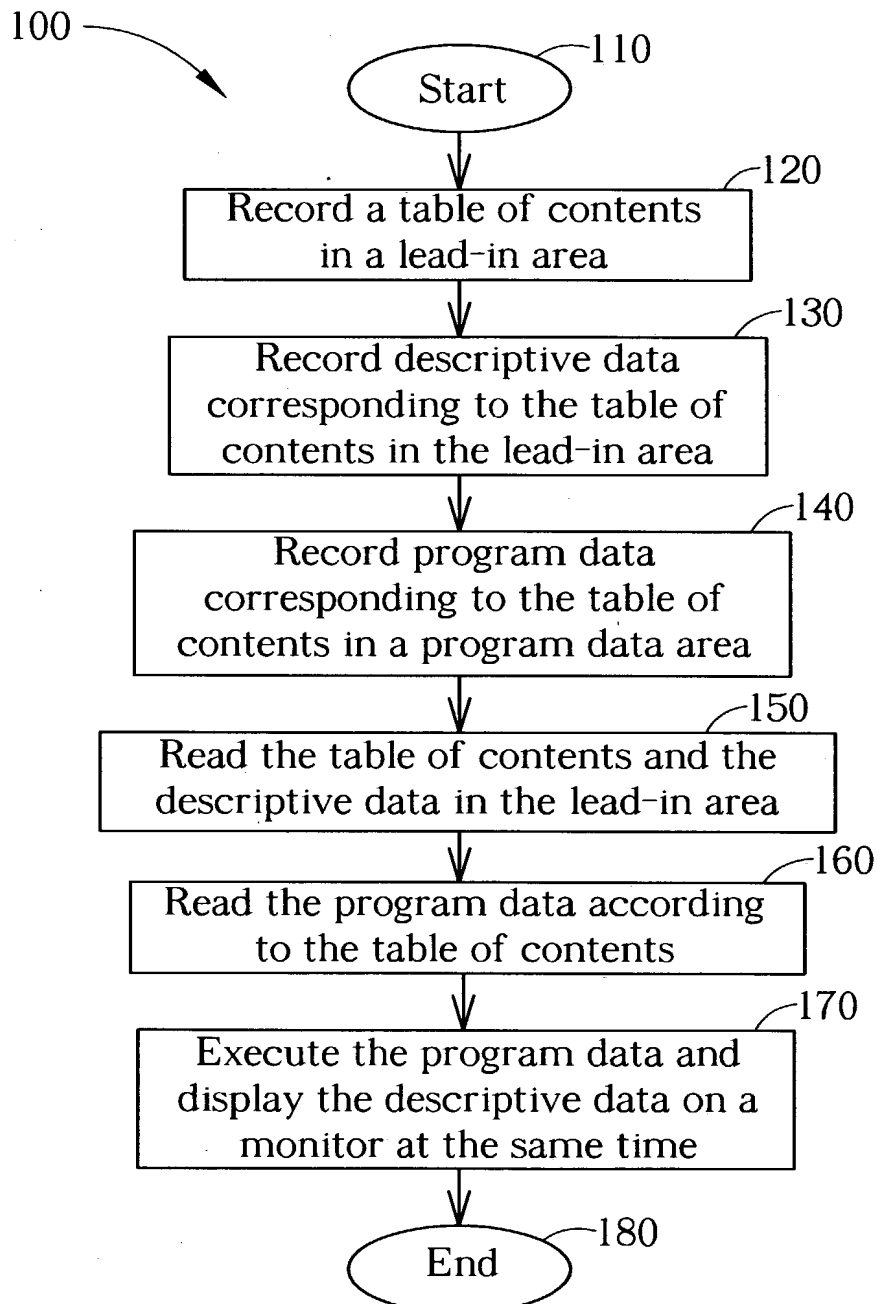 100
110
Start
120
Record a table of contents
in a lead-in area
130
Record descriptive data
corresponding to the table of
contents in the lead-in area
140
Record program data
corresponding to the table of
contents in a program data area
150
Read the table of contents and the
descriptive data in the lead-in area
160
Read the program data according
to the table of contents
170
Execute the program data and
display the descriptive data on a
monitor at the same time
180
End